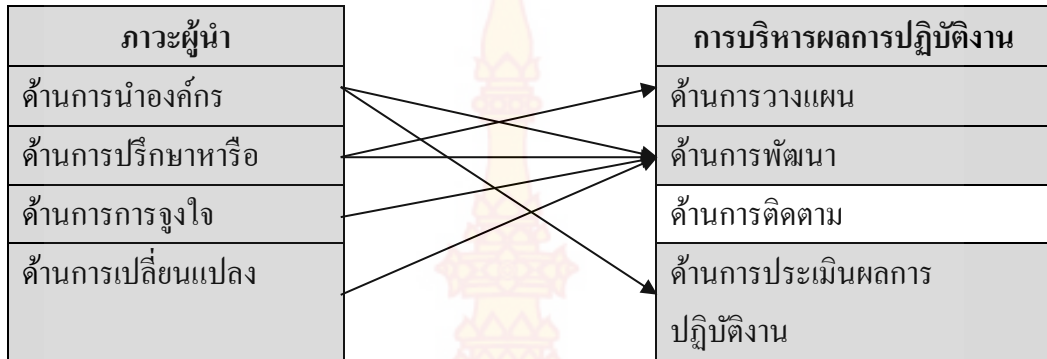 ภาวะผู้นำ
ด้านการนำองค์กร
ด้านการปรึกษาหารือ
ด้านการการจูงใจ
ด้านการเปลี่ยนแปลง
การบริหารผลการปฏิบัติงาน
ด้านการวางแผน
ด้านการพัฒนา
ด้านการติดตาม
ด้านการประเมินผลการ
ปฏิบัติงาน